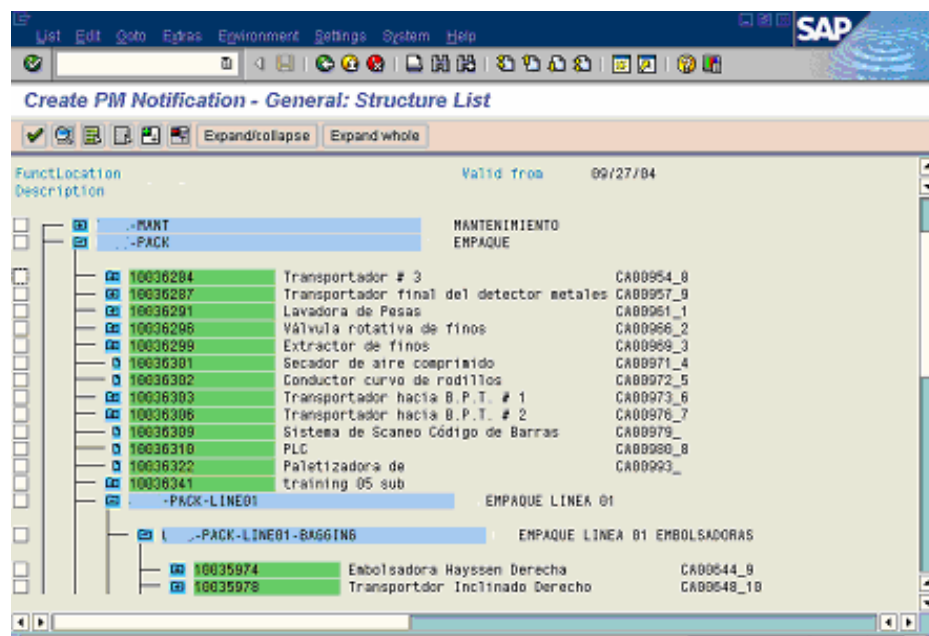 List Edit Goto Extras Environment Settings System Help
SAP
Create PM Notification - General: Structure List
Expand/collapse Expand whole
FunctLocation Valid from 09/27/04
Description
-MANT MANTENIMIENTO
-PACK EMPAQUE
10036284 Transportador # 3 CA00954_8
10036287 Transportador final del detector metales CA00957_9
10036291 Lavadora de Pesas CA00961_1
10036296 Válvula rotativa de finos CA00966_2
10036299 Extractor de finos CA00969_3
10036301 Secador de aire comprimido CA00971_4
10036302 Conductor curvo de rodillos CA00972_5
10036303 Transportador hacia B.P.T. # 1 CA00973_6
10036306 Transportador hacia B.P.T. # 2 CA00976_7
10036309 Sistema de Scaneo Código de Barras CA00979_
10036310 PLC CA00980_8
10036322 Paletizadora de CA00993_
10036341 training 05 sub
-PACK-LINE01 EMPAQUE LINEA 01
-PACK-LINE01-BAGGING EMPAQUE LINEA 01 EMBOLSADORAS
10035974 Embolsadora Hayssen Derecha CA00644_9
10035978 Transportdor Inclinado Derecho CA00648_10